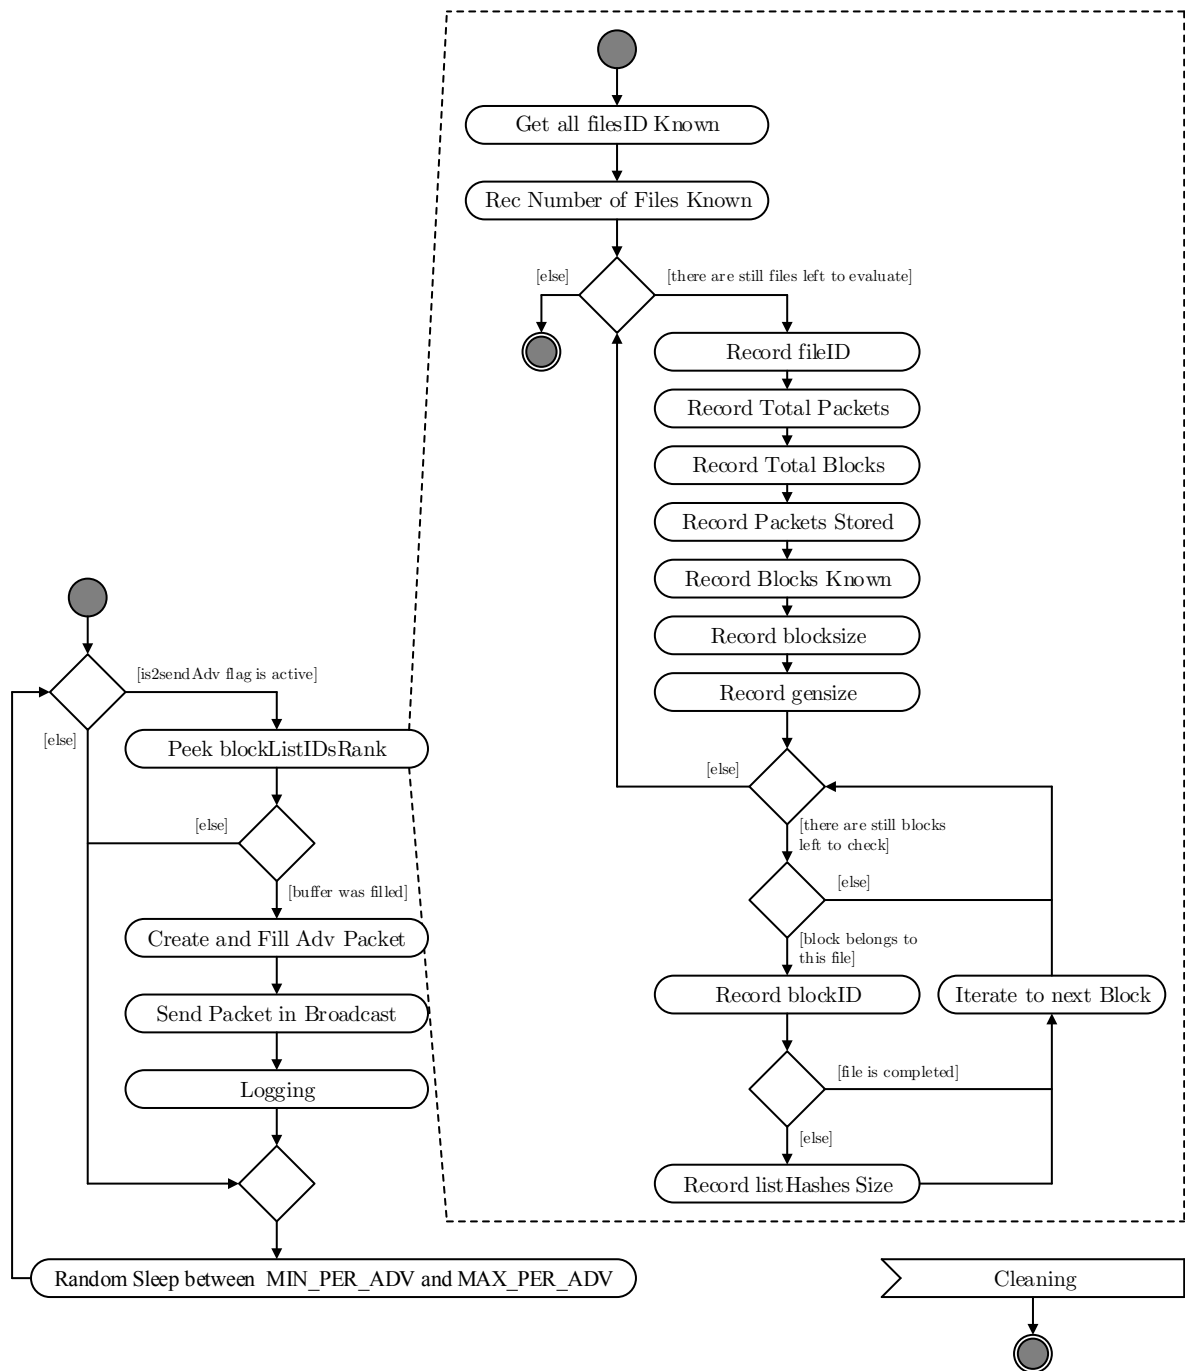 Get all filesID Known
Rec Number of Files Known
[else]
[there are still files left to evaluate]
Record fileID
Record Total Packets
Record Total Blocks
Record Packets Stored
Record Blocks Known
Record blocksize
Record gensize
[else]
[there are still blocks
left to check]
[else]
[block belongs to
this file]
Record blockID
Iterate to next Block
[file is completed]
[else]
Record listHashes Size
[is2sendAdv flag is active]
[else]
Peek blockListIDsRank
[else]
[buffer was filled]
Create and Fill Adv Packet
Send Packet in Broadcast
Logging
Random Sleep between MIN_PER_ADV and MAX_PER_ADV
Cleaning